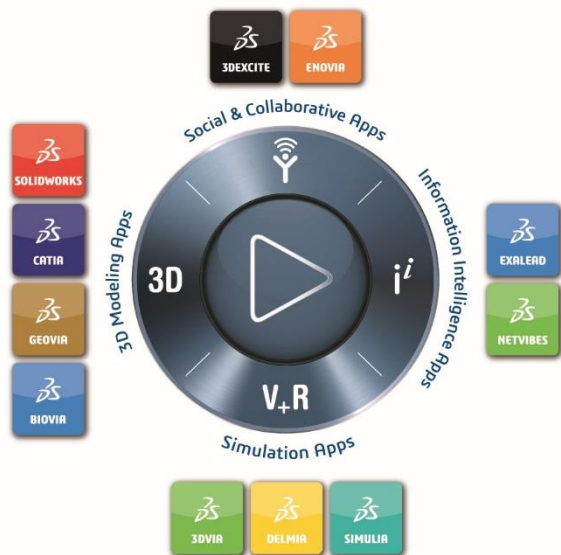 3DEXCITE
ENOVIA
Social & Collaborative Apps
SOLIDWORKS
CATIA
GEOVIA
BIOVIA
3D Modeling Apps
3D
i i
Information Intelligence Apps
EXALEAD
NETVIBES
V+R
Simulation Apps
3DVIA
DELMIA
SIMULIA